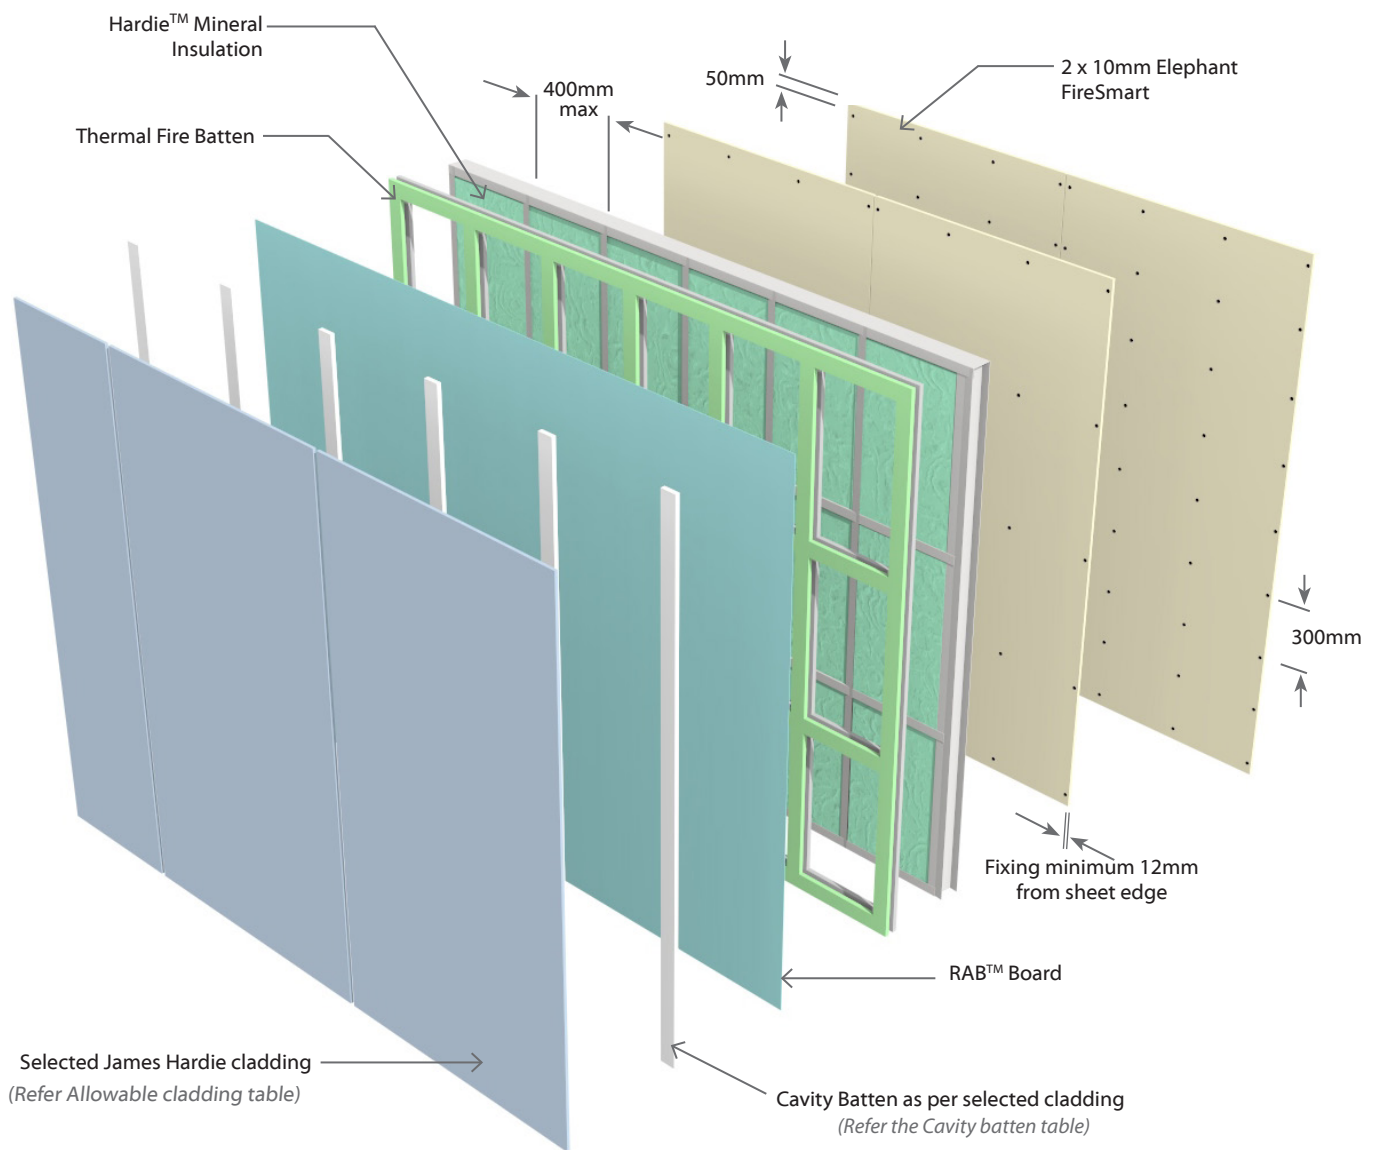 Hardie™ Mineral
Insulation
Thermal Fire Batten
400mm
max
50mm
2 x 10mm Elephant
FireSmart
300mm
Fixing minimum 12mm
from sheet edge
RAB™ Board
Selected James Hardie cladding
(Refer Allowable cladding table)
Cavity Batten as per selected cladding
(Refer the Cavity batten table)